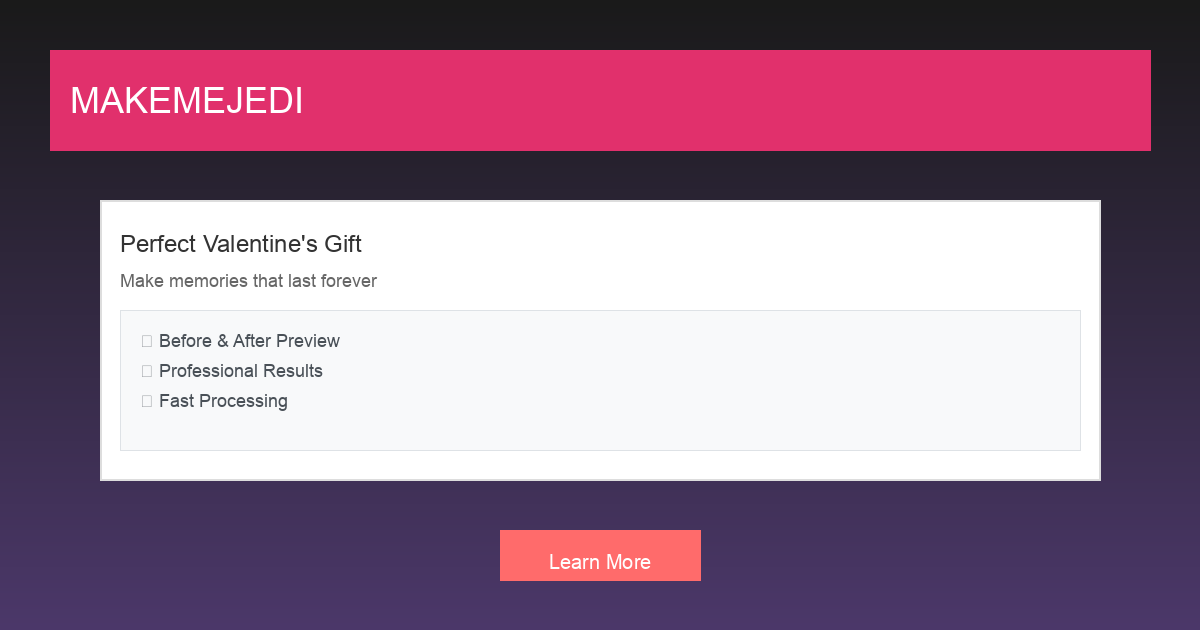 MAKEMEJEDI
Perfect Valentine's Gift
Make memories that last forever
□ Before & After Preview
□ Professional Results
□ Fast Processing
Learn More